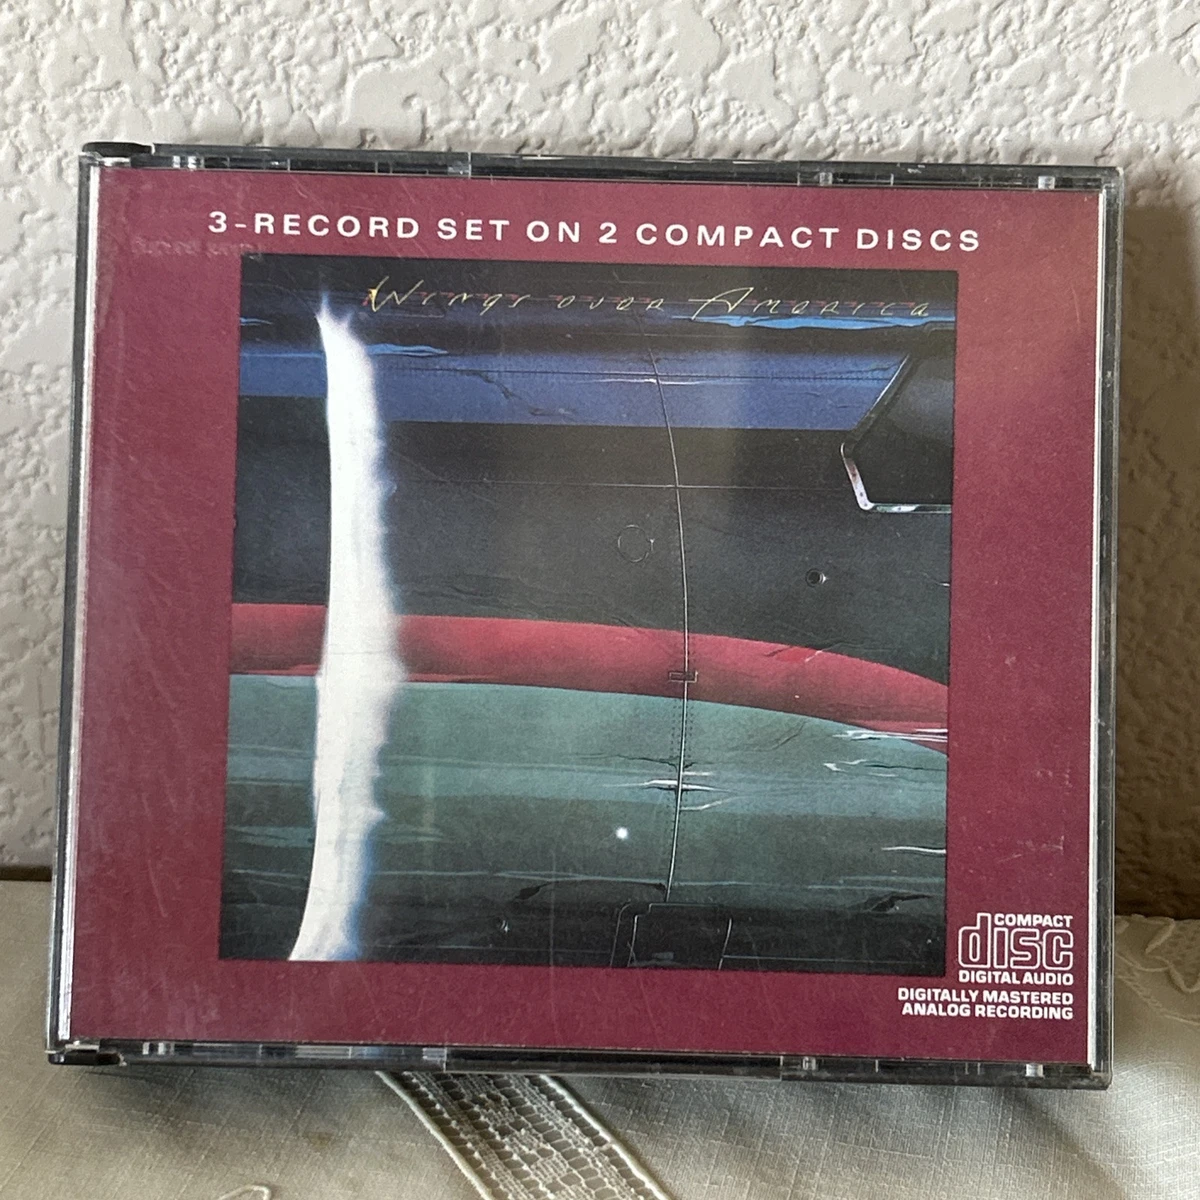 3-RECORD SET ON 2 COMPACT DISCS
Wings over America
COMPACT
disc
DIGITAL AUDIO
DIGITALLY MASTERED
ANALOG RECORDING